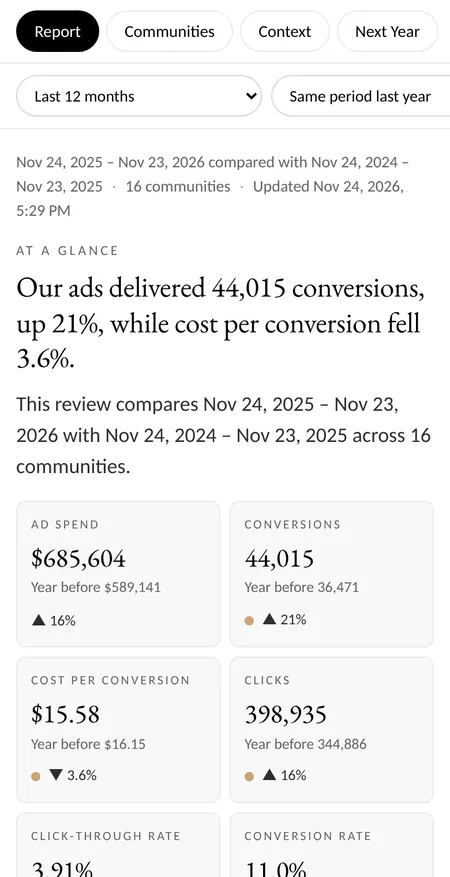 Report
Communities
Context
Next Year
Last 12 months
Same period last year
Nov 24, 2025 – Nov 23, 2026 compared with Nov 24, 2024 –
Nov 23, 2025 · 16 communities · Updated Nov 24, 2026,
5:29 PM
AT A GLANCE
Our ads delivered 44,015 conversions,
up 21%, while cost per conversion fell
3.6%.
This review compares Nov 24, 2025 – Nov 23,
2026 with Nov 24, 2024 – Nov 23, 2025 across 16
communities.
AD SPEND
$685,604
Year before $589,141
▲ 16%
CONVERSIONS
44,015
Year before 36,471
▲ 21%
COST PER CONVERSION
$15.58
Year before $16.15
▼ 3.6%
CLICKS
398,935
Year before 344,886
▲ 16%
CLICK-THROUGH RATE
3.91%
CONVERSION RATE
11.0%